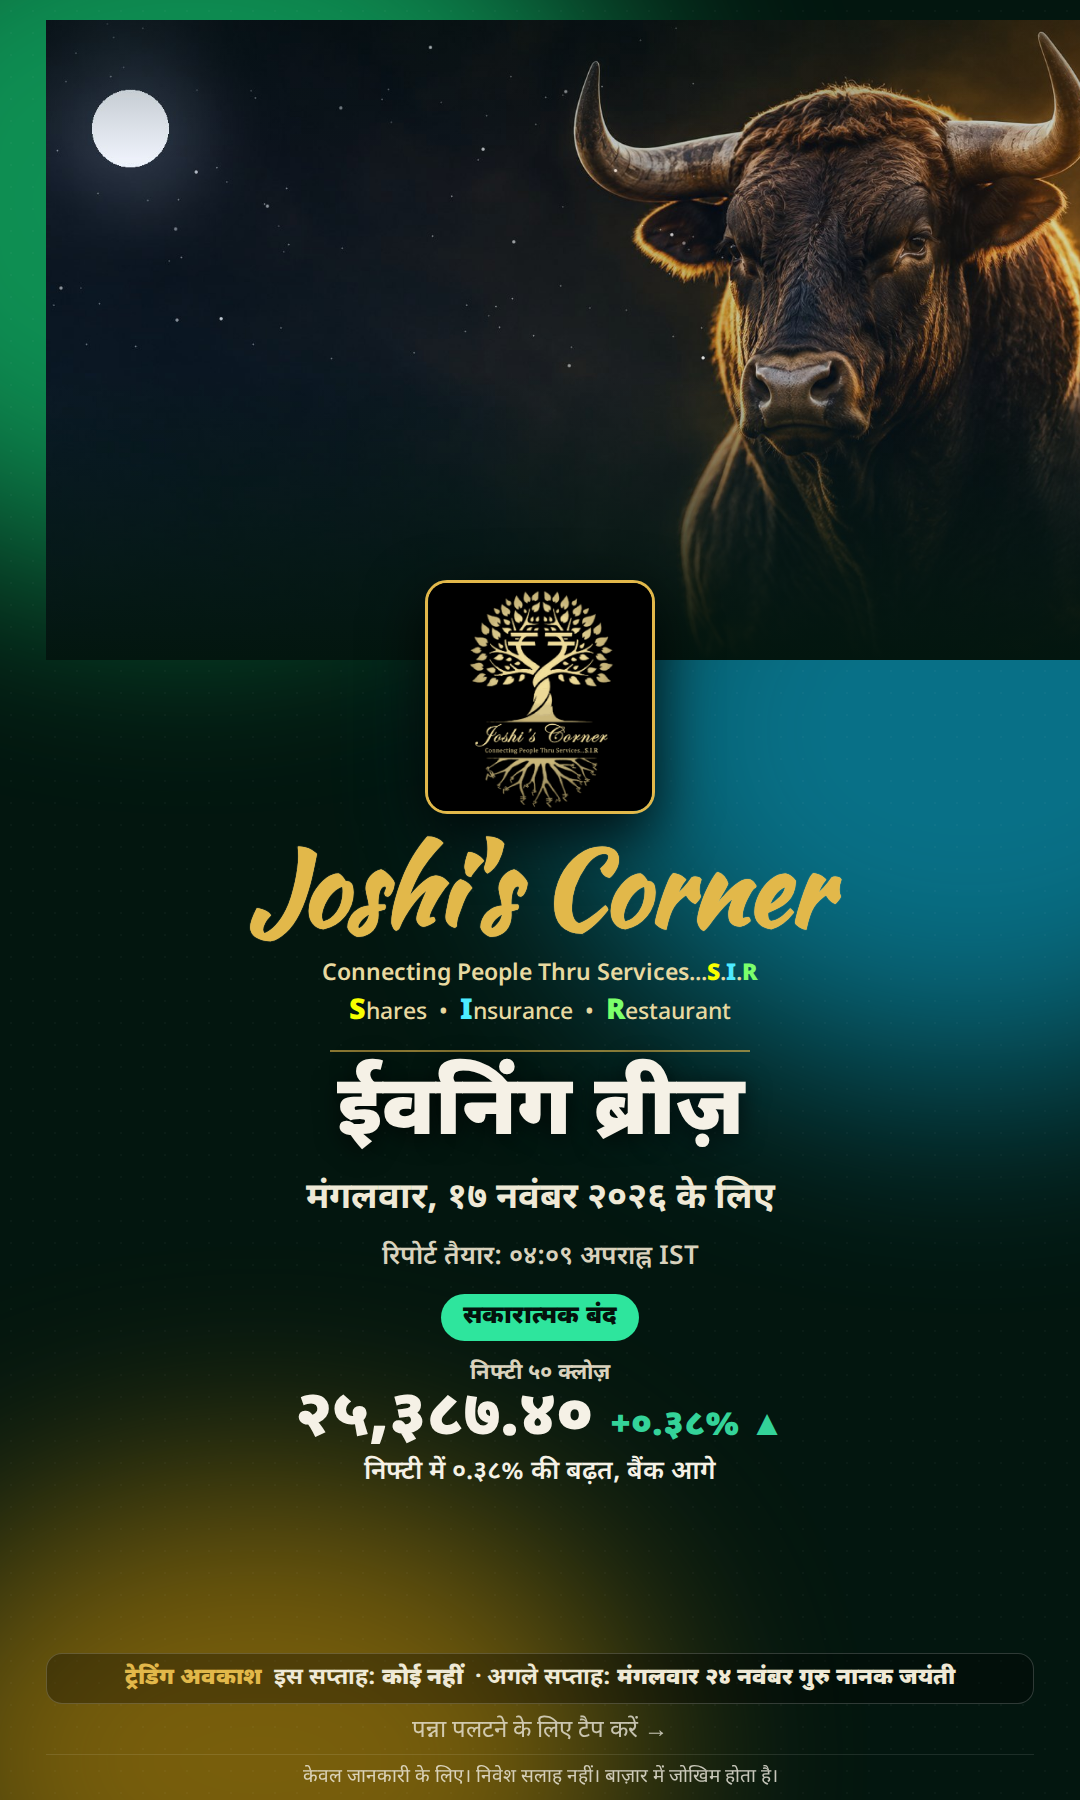 Joshi's Corner
Connecting People Thru Services...S.I.R
Joshi's Corner
Connecting People Thru Services...S.I.R
Shares • Insurance • Restaurant
ईवनिंग ब्रीज़
मंगलवार, १७ नवंबर २०२६ के लिए
रिपोर्ट तैयार: ०४:०९ अपराह्न IST
सकारात्मक बंद
निफ्टी ५० क्लोज़
२५,३८७.४० +०.३८% ▲
निफ्टी में ०.३८% की बढ़त, बैंक आगे
ट्रेडिंग अवकाश इस सप्ताह: कोई नहीं · अगले सप्ताह: मंगलवार २४ नवंबर गुरु नानक जयंती
पन्ना पलटने के लिए टैप करें →
केवल जानकारी के लिए। निवेश सलाह नहीं। बाज़ार में जोखिम होता है।